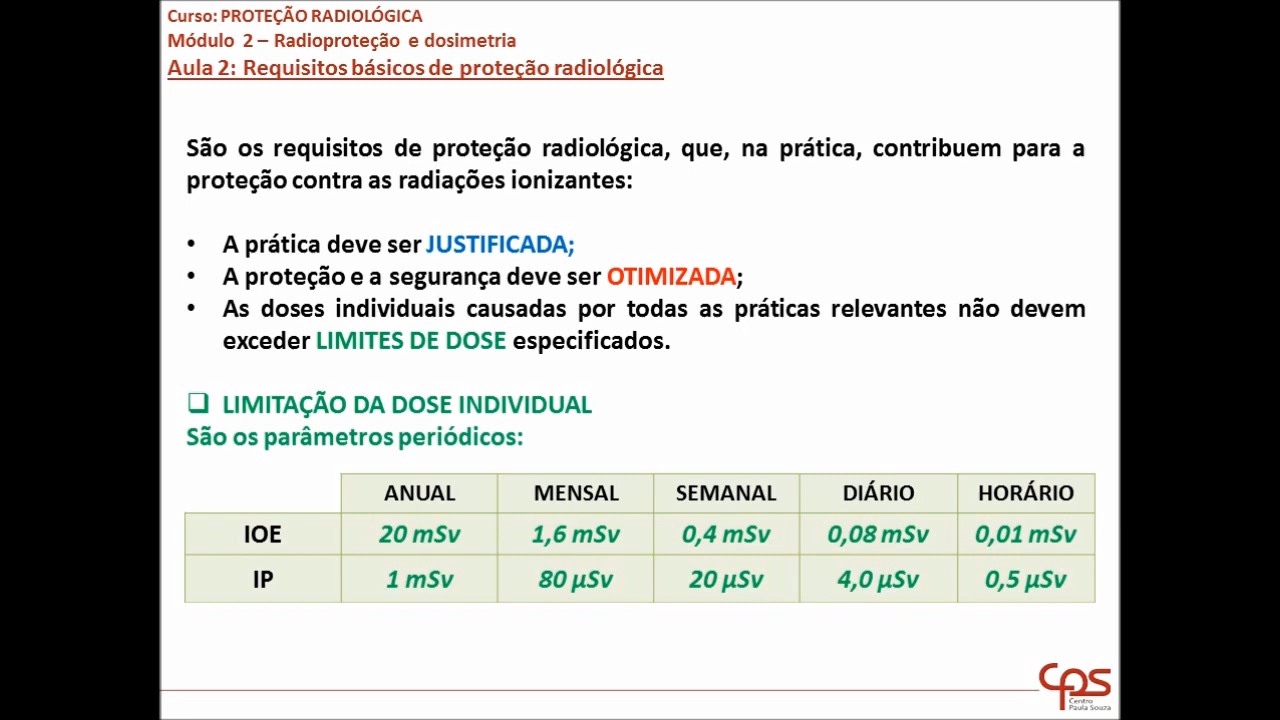 Curso: PROTEÇÃO RADIOLÓGICA
Módulo 2 – Radioproteção e dosimetria
Aula 2: Requisitos básicos de proteção radiológica
São os requisitos de proteção radiológica, que, na prática, contribuem para a
proteção contra as radiações ionizantes:
• A prática deve ser JUSTIFICADA;
• A proteção e a segurança deve ser OTIMIZADA;
• As doses individuais causadas por todas as práticas relevantes não devem
exceder LIMITES DE DOSE especificados.
❑ LIMITAÇÃO DA DOSE INDIVIDUAL
São os parâmetros periódicos:
ANUAL MENSAL SEMANAL DIÁRIO HORÁRIO
IOE 20 mSv 1,6 mSv 0,4 mSv 0,08 mSv 0,01 mSv
IP 1 mSv 80 µSv 20 µSv 4,0 µSv 0,5 µSv
cps
Centro
Paula Souza